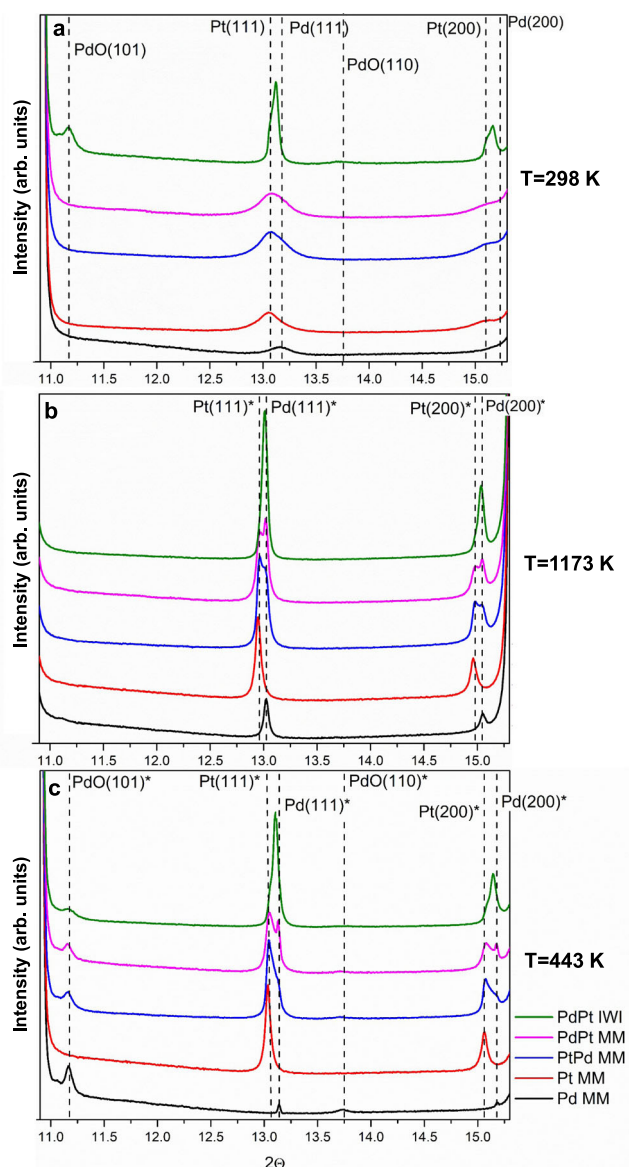 a
Pt(111)
Pd(111)
Pt(200)
Pd(200)
PdO(101)
PdO(110)
Intensity (arb. units)
T=298 K
11.0 11.5 12.0 12.5 13.0 13.5 14.0 14.5 15.0
b
Pt(111)*
Pd(111)*
Pt(200)*
Pd(200)*
Intensity (arb. units)
T=1173 K
11.0 11.5 12.0 12.5 13.0 13.5 14.0 14.5 15.0
c
PdO(101)*
Pt(111)*
PdO(110)*
Pd(111)*
Pt(200)*
Pd(200)*
Intensity (arb. units)
T=443 K
PdPt IWI
PdPt MM
PtPd MM
Pt MM
Pd MM
11.0 11.5 12.0 12.5 13.0 13.5 14.0 14.5 15.0
2Θ